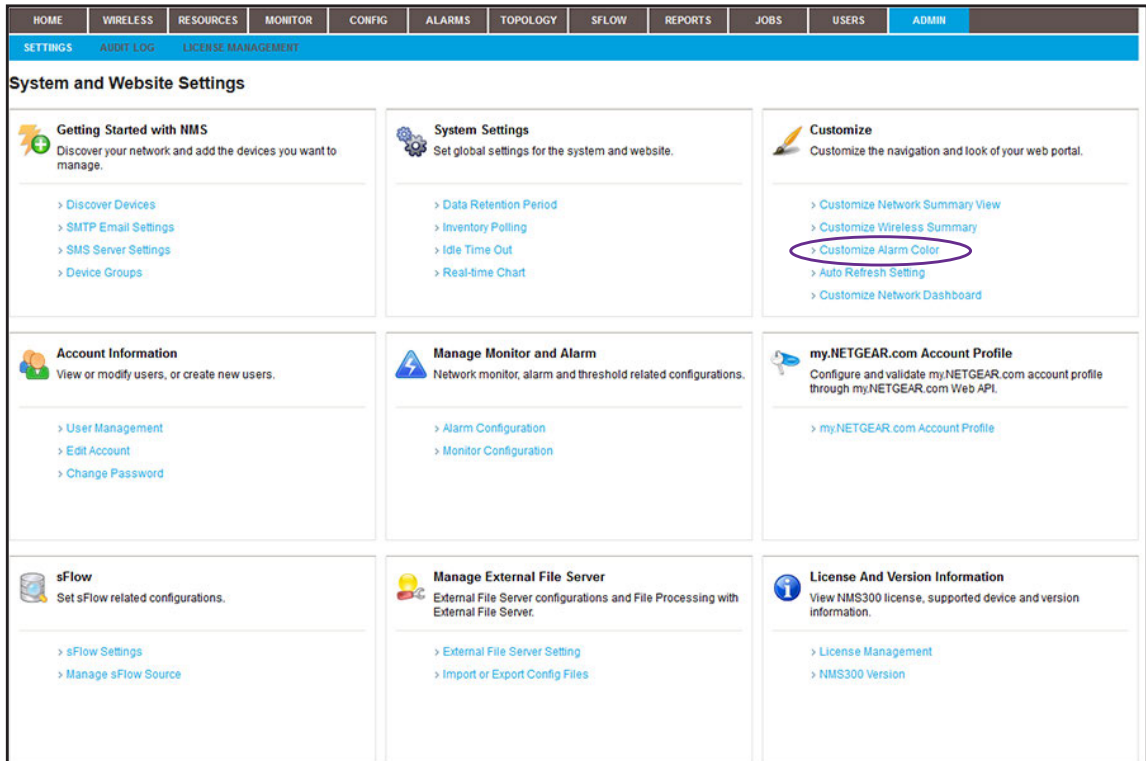 HOME WIRELESS RESOURCES MONITOR CONFIG ALARMS TOPOLOGY SFLOW REPORTS JOBS USERS ADMIN
SETTINGS AUDIT LOG LICENSE MANAGEMENT
System and Website Settings
Getting Started with NMS
Discover your network and add the devices you want to
manage.
> Discover Devices
> SMTP Email Settings
> SMS Server Settings
> Device Groups
System Settings
Set global settings for the system and website.
> Data Retention Period
> Inventory Polling
> Idle Time Out
> Real-time Chart
Customize
Customize the navigation and look of your web portal.
> Customize Network Summary View
> Customize Wireless Summary
> Customize Alarm Color
> Auto Refresh Setting
> Customize Network Dashboard
Account Information
View or modify users, or create new users.
> User Management
> Edit Account
> Change Password
Manage Monitor and Alarm
Network monitor, alarm and threshold related configurations.
> Alarm Configuration
> Monitor Configuration
my.NETGEAR.com Account Profile
Configure and validate my.NETGEAR.com account profile
through my.NETGEAR.com Web API.
> my.NETGEAR.com Account Profile
sFlow
Set sFlow related configurations.
> sFlow Settings
> Manage sFlow Source
Manage External File Server
External File Server configurations and File Processing with
External File Server.
> External File Server Setting
> Import or Export Config Files
License And Version Information
View NMS300 license, supported device and version
information.
> License Management
> NMS300 Version